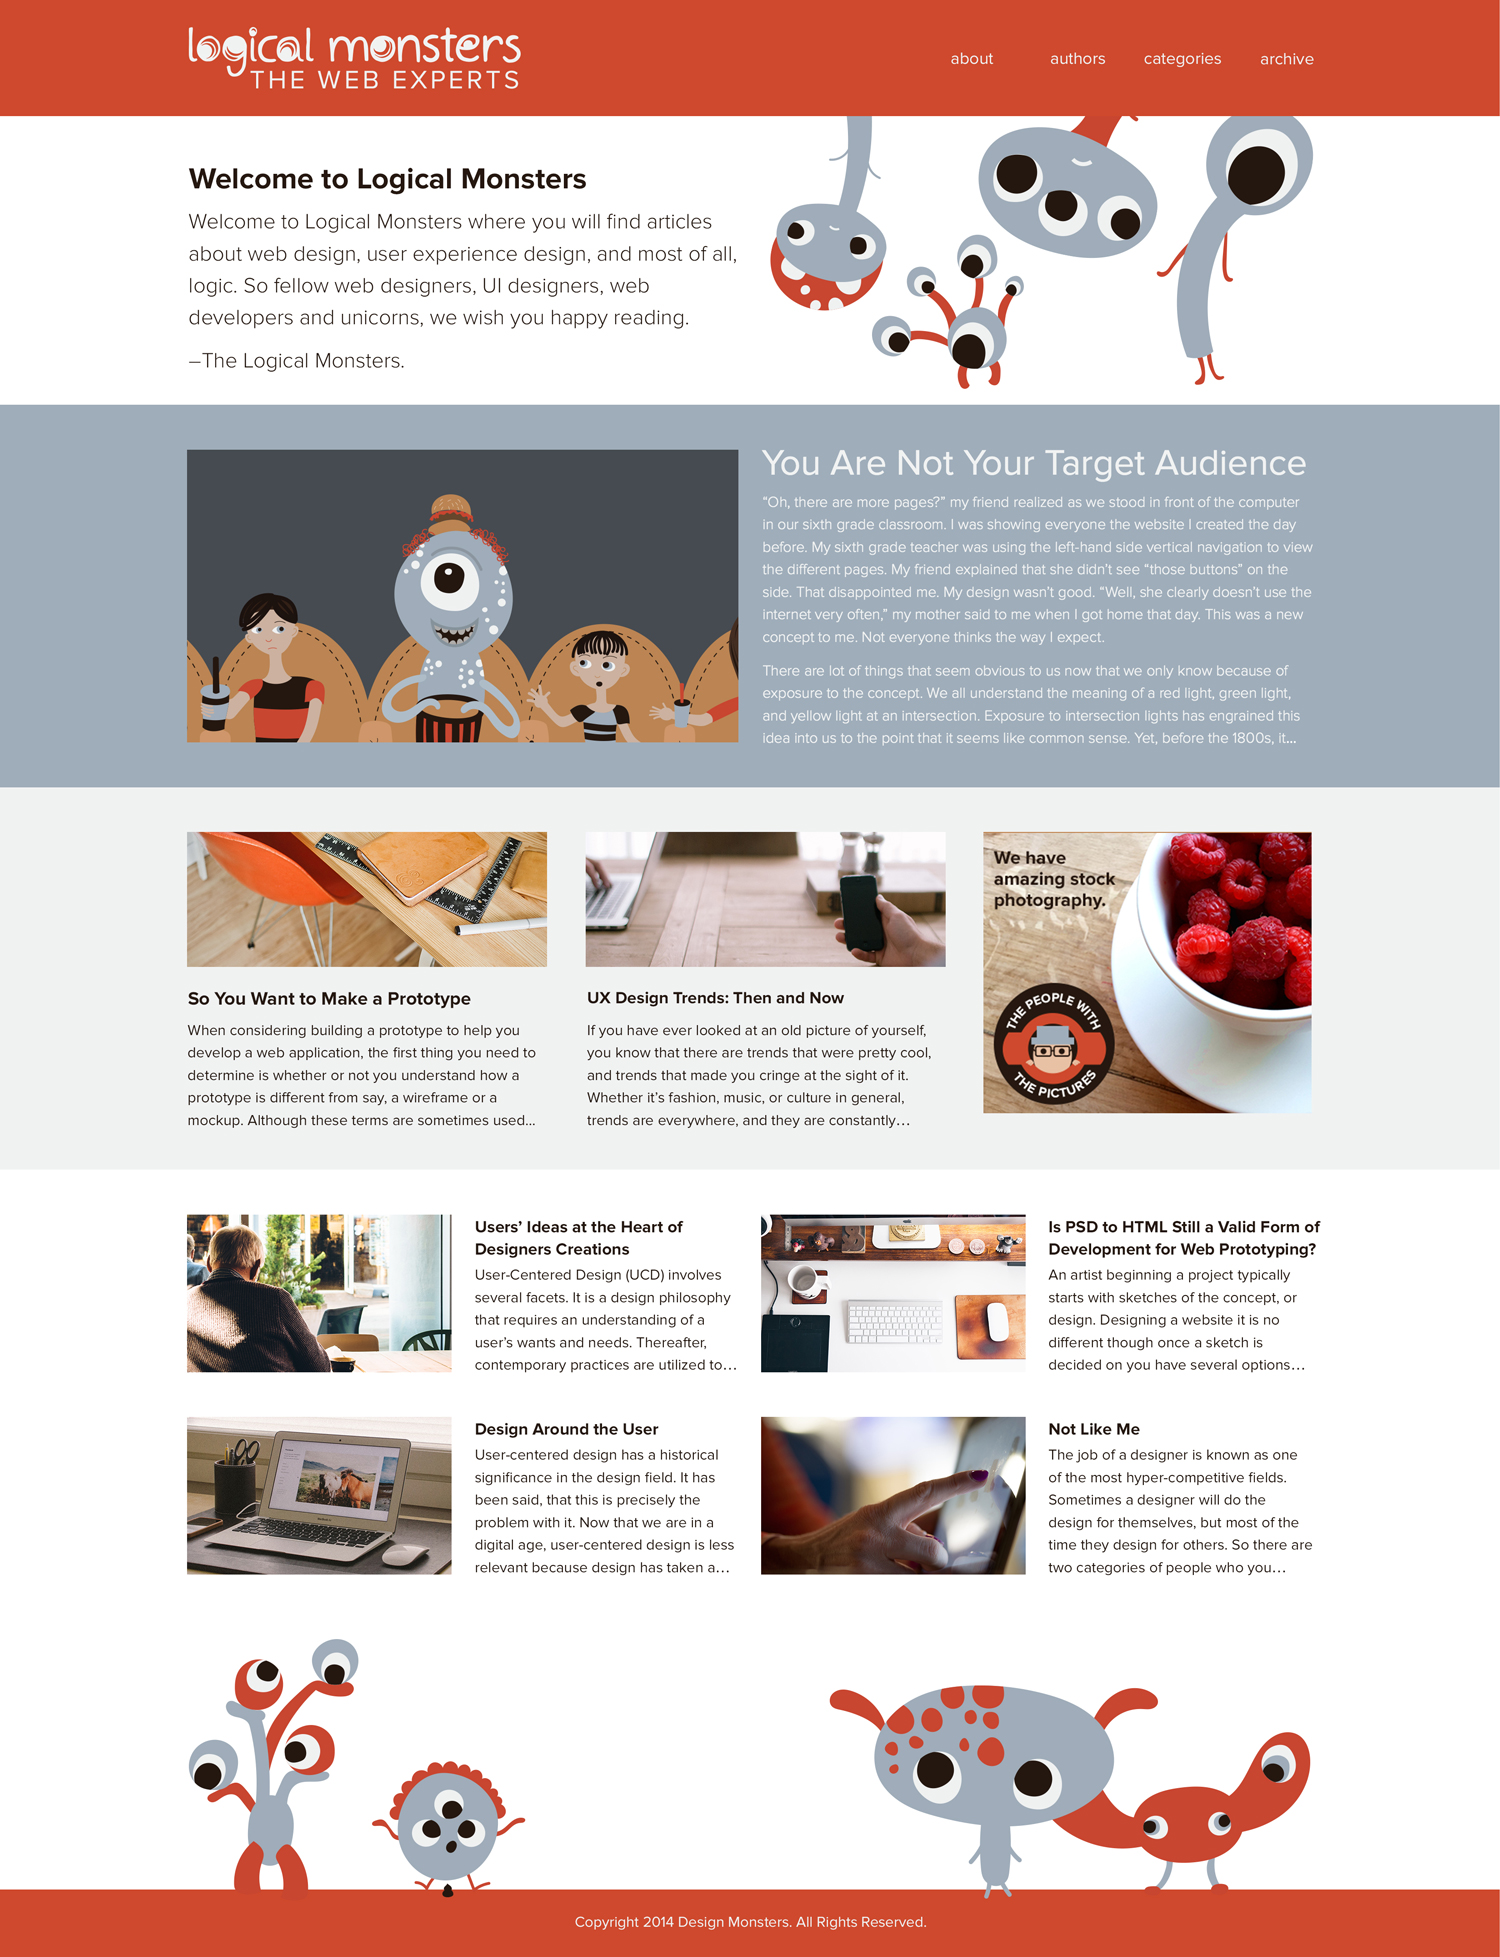 logical monsters
THE WEB EXPERTS
about authors categories archive
Welcome to Logical Monsters
Welcome to Logical Monsters where you will find articles
about web design, user experience design, and most of all,
logic. So fellow web designers, UI designers, web
developers and unicorns, we wish you happy reading.
–The Logical Monsters.
You Are Not Your Target Audience
“Oh, there are more pages?” my friend realized as we stood in front of the computer
in our sixth grade classroom. I was showing everyone the website I created the day
before. My sixth grade teacher was using the left-hand side vertical navigation to view
the different pages. My friend explained that she didn’t see “those buttons” on the
side. That disappointed me. My design wasn’t good. “Well, she clearly doesn’t use the
internet very often,” my mother said to me when I got home that day. This was a new
concept to me. Not everyone thinks the way I expect.
There are lot of things that seem obvious to us now that we only know because of
exposure to the concept. We all understand the meaning of a red light, green light,
and yellow light at an intersection. Exposure to intersection lights has engrained this
idea into us to the point that it seems like common sense. Yet, before the 1800s, it...
So You Want to Make a Prototype
When considering building a prototype to help you
develop a web application, the first thing you need to
determine is whether or not you understand how a
prototype is different from say, a wireframe or a
mockup. Although these terms are sometimes used...
UX Design Trends: Then and Now
If you have ever looked at an old picture of yourself,
you know that there are trends that were pretty cool,
and trends that made you cringe at the sight of it.
Whether it’s fashion, music, or culture in general,
trends are everywhere, and they are constantly…
We have
amazing stock
photography.
THE PEOPLE WITH
THE PICTURES
Users’ Ideas at the Heart of
Designers Creations
User-Centered Design (UCD) involves
several facets. It is a design philosophy
that requires an understanding of a
user’s wants and needs. Thereafter,
contemporary practices are utilized to…
Is PSD to HTML Still a Valid Form of
Development for Web Prototyping?
An artist beginning a project typically
starts with sketches of the concept, or
design. Designing a website it is no
different though once a sketch is
decided on you have several options…
Design Around the User
User-centered design has a historical
significance in the design field. It has
been said, that this is precisely the
problem with it. Now that we are in a
digital age, user-centered design is less
relevant because design has taken a…
Not Like Me
The job of a designer is known as one
of the most hyper-competitive fields.
Sometimes a designer will do the
design for themselves, but most of the
time they design for others. So there are
two categories of people who you…
Copyright 2014 Design Monsters. All Rights Reserved.